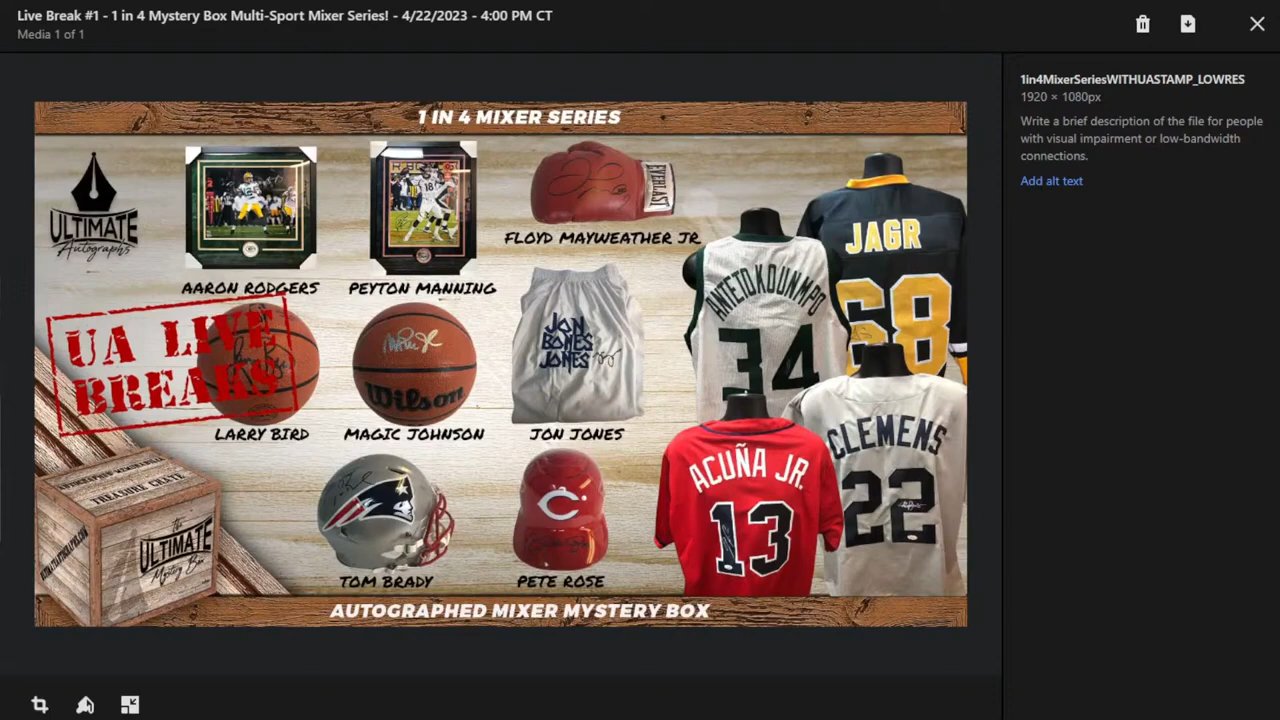 Live Break #1 - 1 in 4 Mystery Box Multi-Sport Mixer Series! - 4/22/2023 - 4:00 PM CT
Media 1 of 1
1in4MixerSeriesWITHUASTAMP_LOWRES
1920 × 1080px
Write a brief description of the file for people
with visual impairment or low-bandwidth
connections.
Add alt text
1 IN 4 MIXER SERIES
ULTIMATE
Autographs
AARON RODGERS
PEYTON MANNING
18
EVERLAST
FLOYD MAYWEATHER JR.
JAGR
68
ANTETOKOUNMPO
34
UA LIVE
BREAKS
LARRY BIRD
Wilson
MAGIC JOHNSON
JON
BONES
JONES
JON JONES
CLEMENS
22
ACUÑA JR.
13
TREASURE CRATE
the
ULTIMATE
Mystery Box
TOM BRADY
C
PETE ROSE
AUTOGRAPHED MIXER MYSTERY BOX